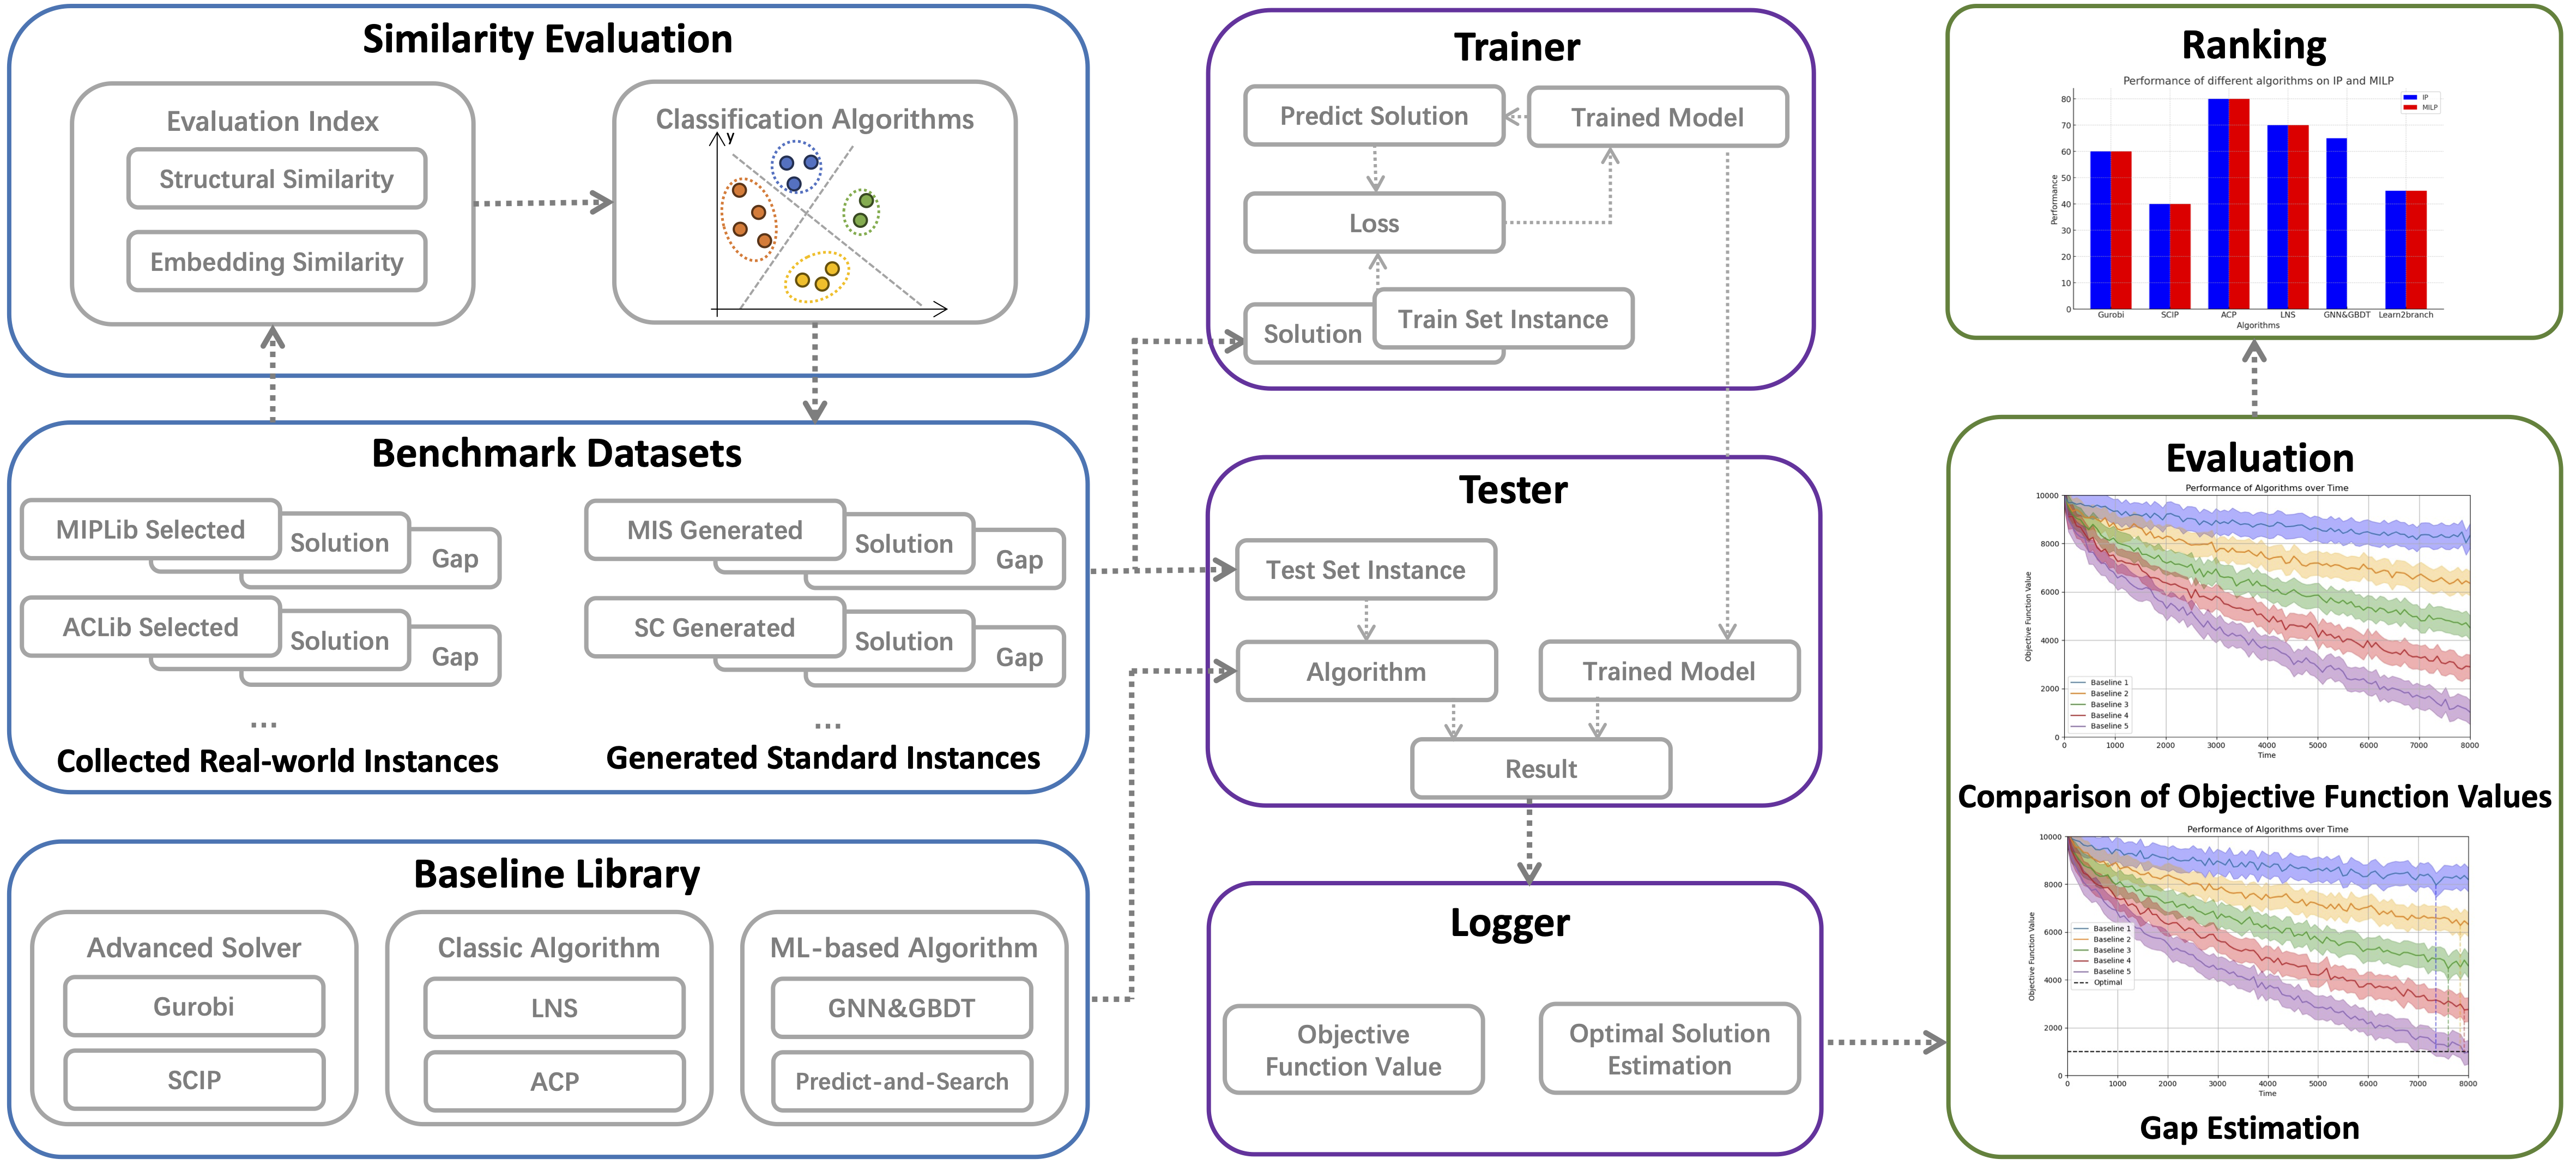 Similarity Evaluation
Evaluation Index
Structural Similarity
Embedding Similarity
Classification Algorithms
y
Benchmark Datasets
MIPLib Selected
Solution
Gap
ACLib Selected
Solution
Gap
...
Collected Real-world Instances
MIS Generated
Solution
Gap
SC Generated
Solution
Gap
...
Generated Standard Instances
Baseline Library
Advanced Solver
Gurobi
SCIP
Classic Algorithm
LNS
ACP
ML-based Algorithm
GNN&GBDT
Predict-and-Search
Trainer
Predict Solution
Trained Model
Loss
Solution
Train Set Instance
Tester
Test Set Instance
Algorithm
Trained Model
Result
Logger
Objective
Function Value
Optimal Solution
Estimation
Ranking
Performance of different algorithms on IP and MILP
IP
MILP
Performance
80
70
60
50
40
30
20
10
0
Gurobi SCIP ACP LNS GNN&GBDT Learn2branch
Algorithms
Evaluation
Performance of Algorithms over Time
Objective Function Value
10000
8000
6000
4000
2000
0
Baseline 1
Baseline 2
Baseline 3
Baseline 4
Baseline 5
0 1000 2000 3000 4000 5000 6000 7000 8000
Time
Comparison of Objective Function Values
Performance of Algorithms over Time
Objective Function Value
10000
8000
6000
4000
2000
0
Baseline 1
Baseline 2
Baseline 3
Baseline 4
Baseline 5
Optimal
0 1000 2000 3000 4000 5000 6000 7000 8000
Time
Gap Estimation